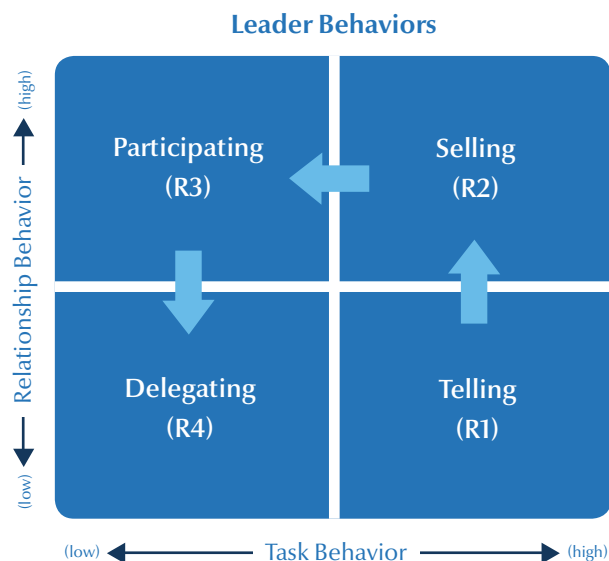 Leader Behaviors
(high)
Relationship Behavior
(low)
Participating
(R3)
Selling
(R2)
Delegating
(R4)
Telling
(R1)
(low)
Task Behavior
(high)